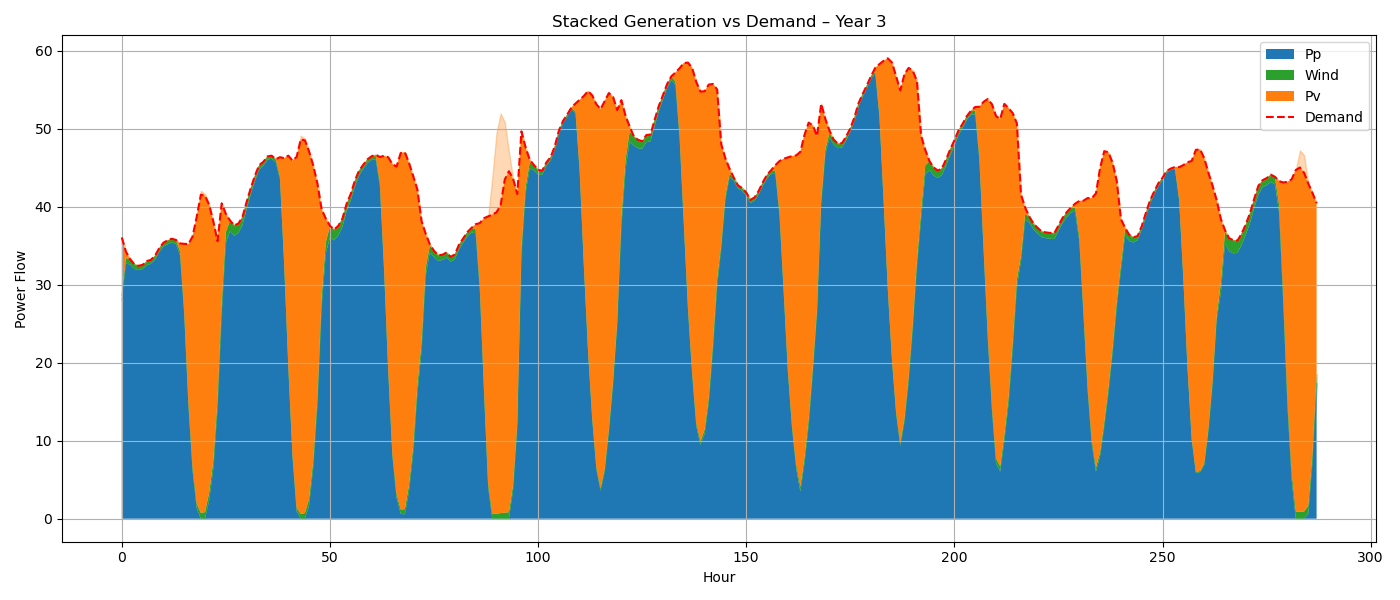 Stacked Generation vs Demand – Year 3
Power Flow
60
50
40
30
20
10
0
Pp
Wind
Pv
Demand
0 50 100 150 200 250 300
Hour